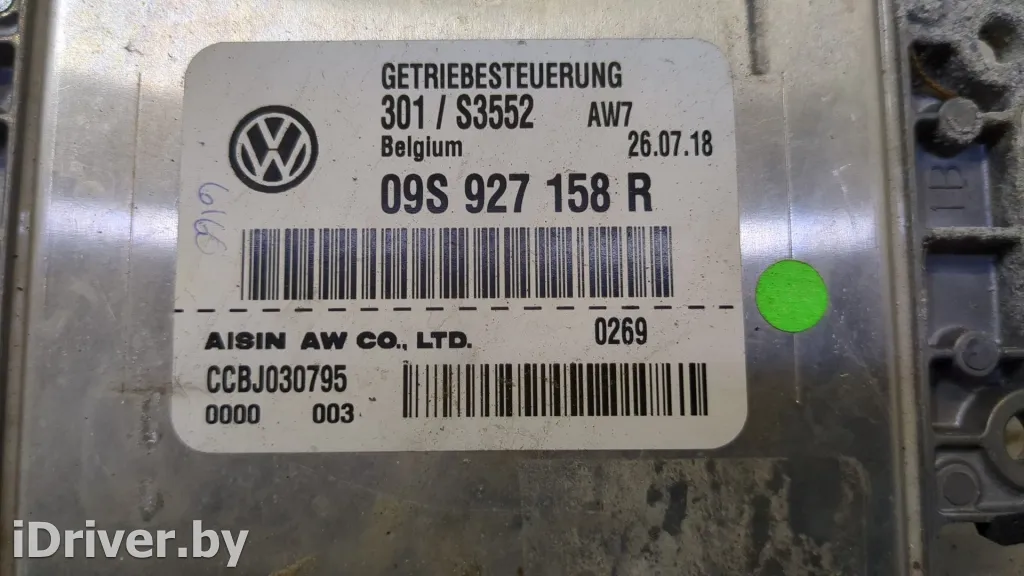 GETRIEBESTEUERUNG
301 / S3552 AW7
Belgium 26.07.18
09S 927 158 R
AISIN AW CO., LTD. 0269
CCBJ030795
0000 003
1B
iDriver.by